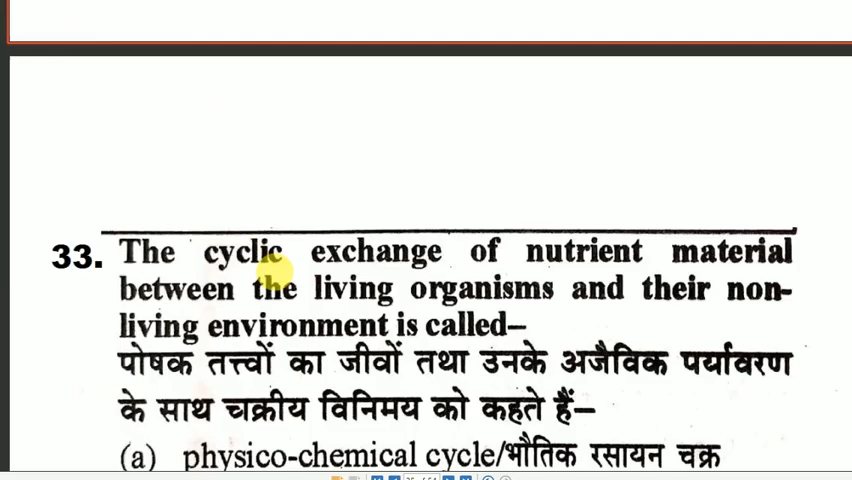 33. The cyclic exchange of nutrient material
between the living organisms and their non-
living environment is called–
पोषक तत्त्वों का जीवों तथा उनके अजैविक पर्यावरण
के साथ चक्रीय विनिमय को कहते हैं–
(a) physico-chemical cycle/भौतिक रसायन चक्र